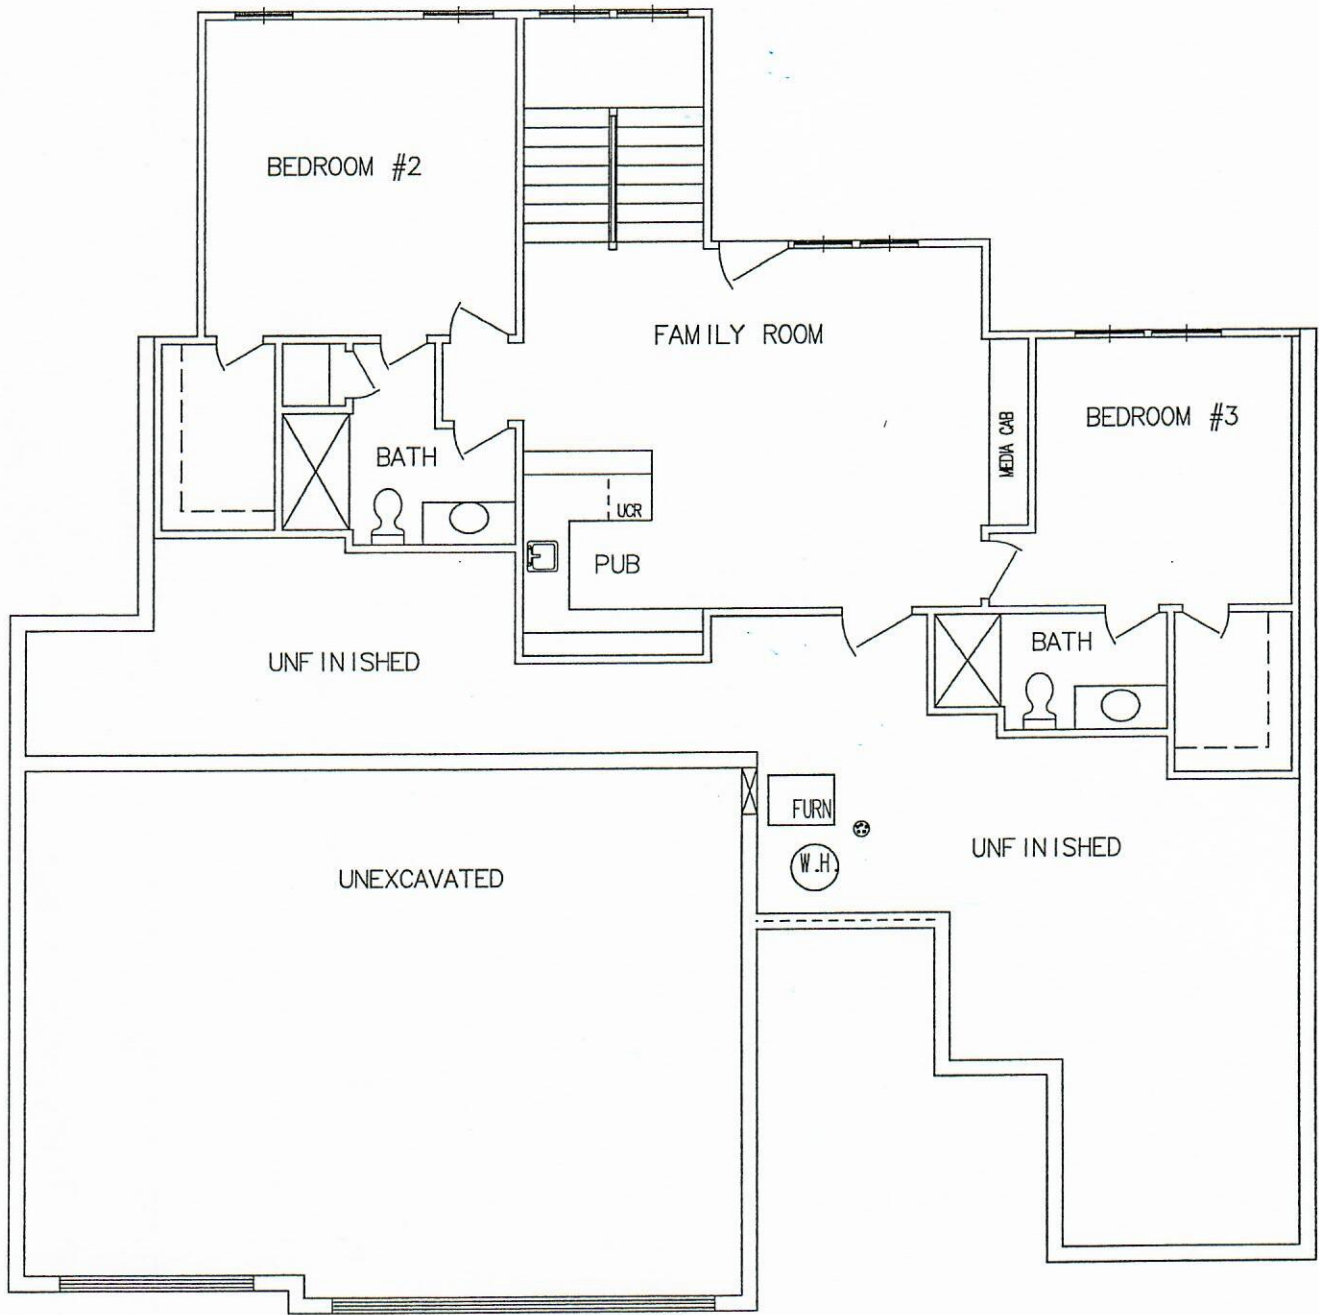 BEDROOM #2
FAMILY ROOM
MEDIA CAB
BEDROOM #3
BATH
UCR
PUB
BATH
UNFINISHED
FURN
W.H.
UNFINISHED
UNEXCAVATED